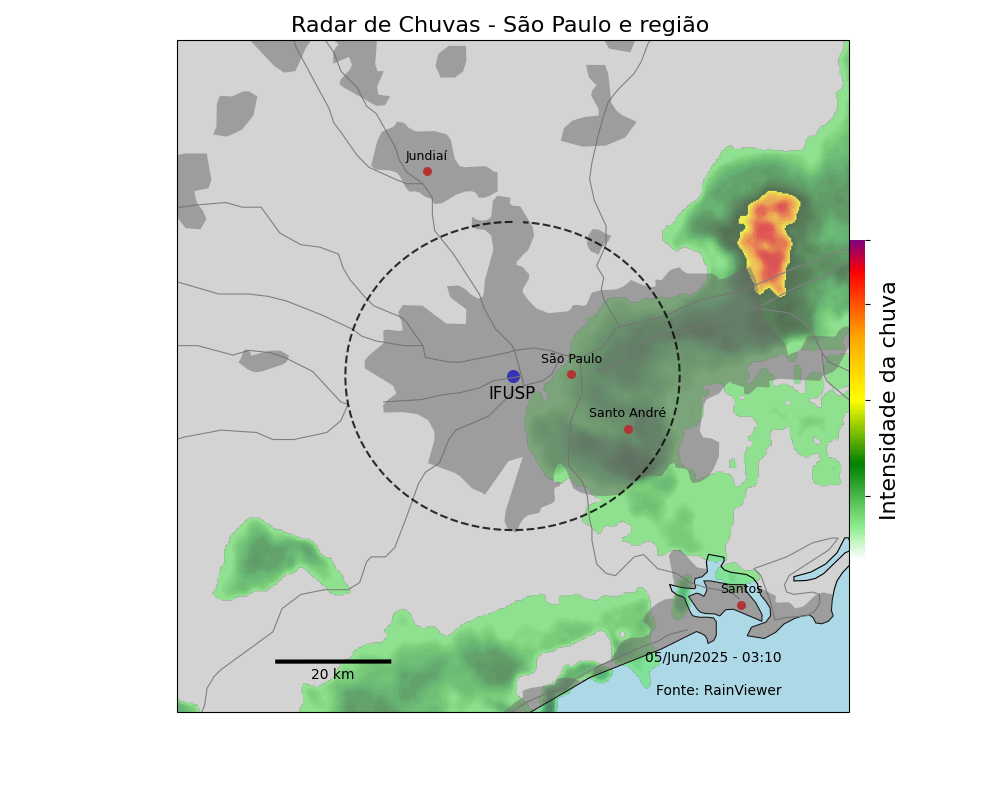 Radar de Chuvas - São Paulo e região
Jundiaí
São Paulo
IFUSP
Santo André
Intensidade da chuva
Santos
05/Jun/2025 - 03:10
20 km
Fonte: RainViewer